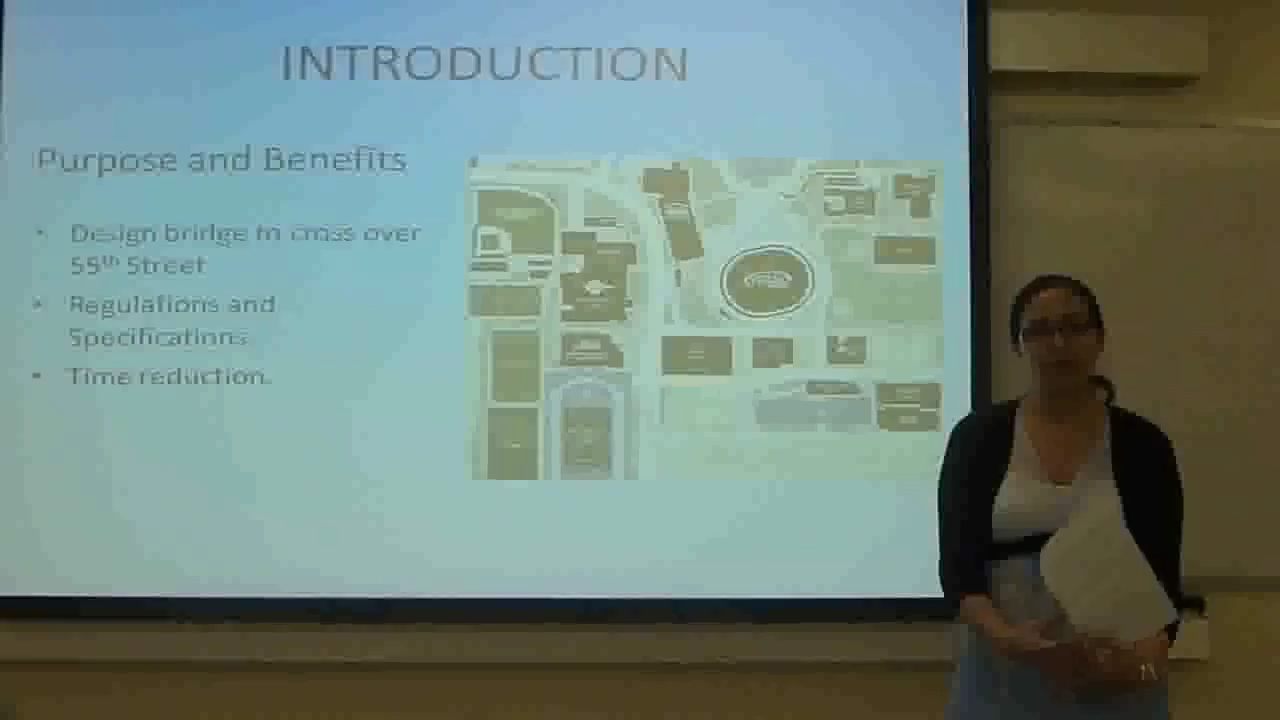 INTRODUCTION
Purpose and Benefits
• Design bridge to cross over
55th Street
• Regulations and
Specifications
• Time reduction.